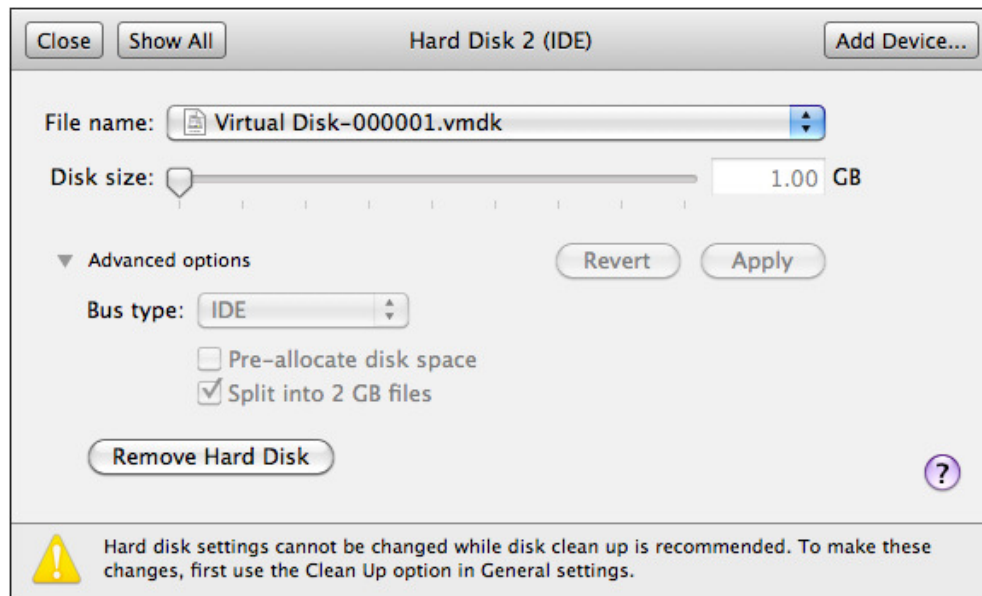 Close Show All Hard Disk 2 (IDE) Add Device...
File name: Virtual Disk-000001.vmdk
Disk size: 1.00 GB
Advanced options Revert Apply
Bus type: IDE
Pre-allocate disk space
Split into 2 GB files
Remove Hard Disk
?
Hard disk settings cannot be changed while disk clean up is recommended. To make these
changes, first use the Clean Up option in General settings.